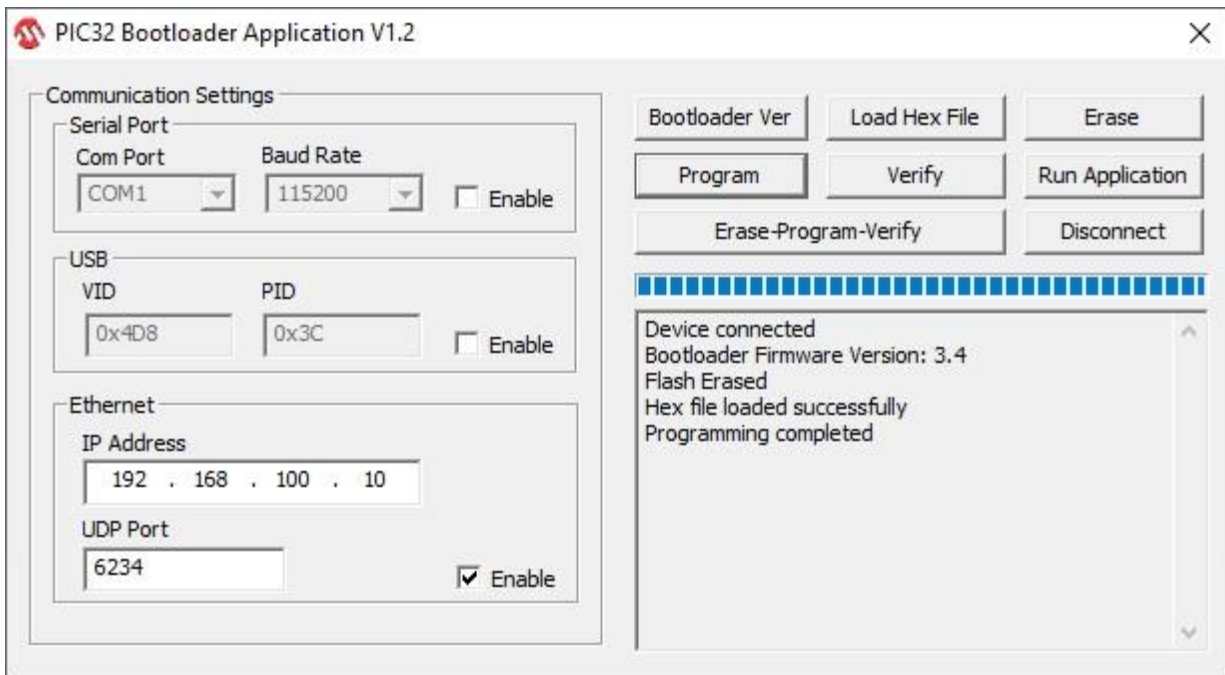 PIC32 Bootloader Application V1.2
Communication Settings
Serial Port
Com Port Baud Rate
COM1 115200 Enable
USB
VID PID
0x4D8 0x3C Enable
Ethernet
IP Address
192 . 168 . 100 . 10
UDP Port
6234 Enable
Bootloader Ver Load Hex File Erase
Program Verify Run Application
Erase-Program-Verify Disconnect
Device connected
Bootloader Firmware Version: 3.4
Flash Erased
Hex file loaded successfully
Programming completed